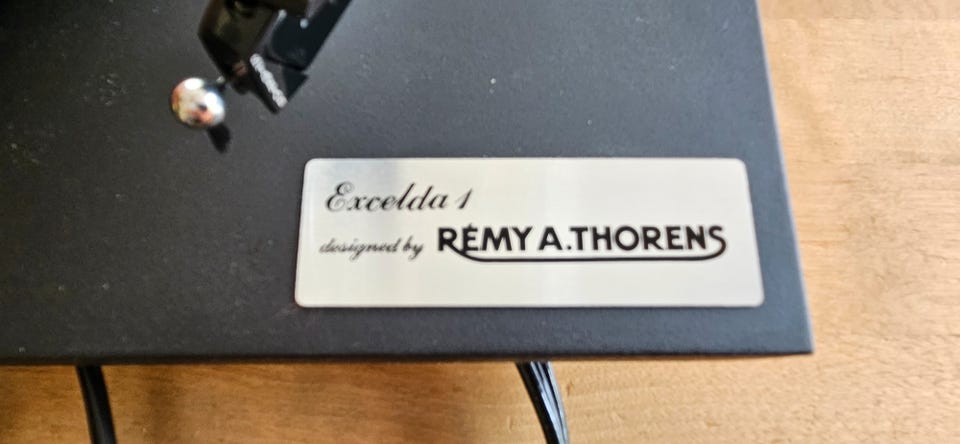 Excelda 1
designed by RÉMY A.THORENS